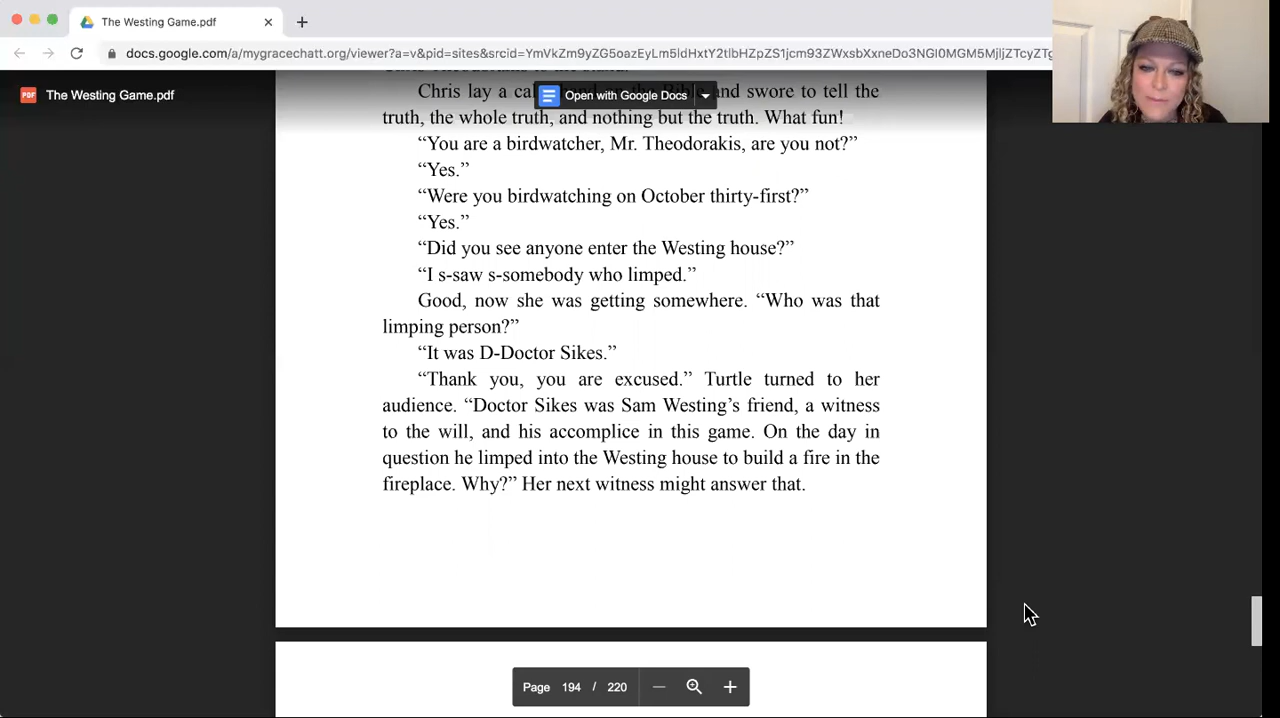 The Westing Game.pdf
docs.google.com/a/mygracechatt.org/viewer?a=v&pid=sites&srcid=
The Westing Game.pdf
PDF
Open with Google Docs
Chris lay a and swore to tell the
truth, the whole truth, and nothing but the truth. What fun!
“You are a birdwatcher, Mr. Theodorakis, are you not?”
“Yes.”
“Were you birdwatching on October thirty-first?”
“Yes.”
“Did you see anyone enter the Westing house?”
“I s-saw s-somebody who limped.”
Good, now she was getting somewhere. “Who was that
limping person?”
“It was D-Doctor Sikes.”
“Thank you, you are excused.” Turtle turned to her
audience. “Doctor Sikes was Sam Westing’s friend, a witness
to the will, and his accomplice in this game. On the day in
question he limped into the Westing house to build a fire in the
fireplace. Why?” Her next witness might answer that.
Page 194 / 220